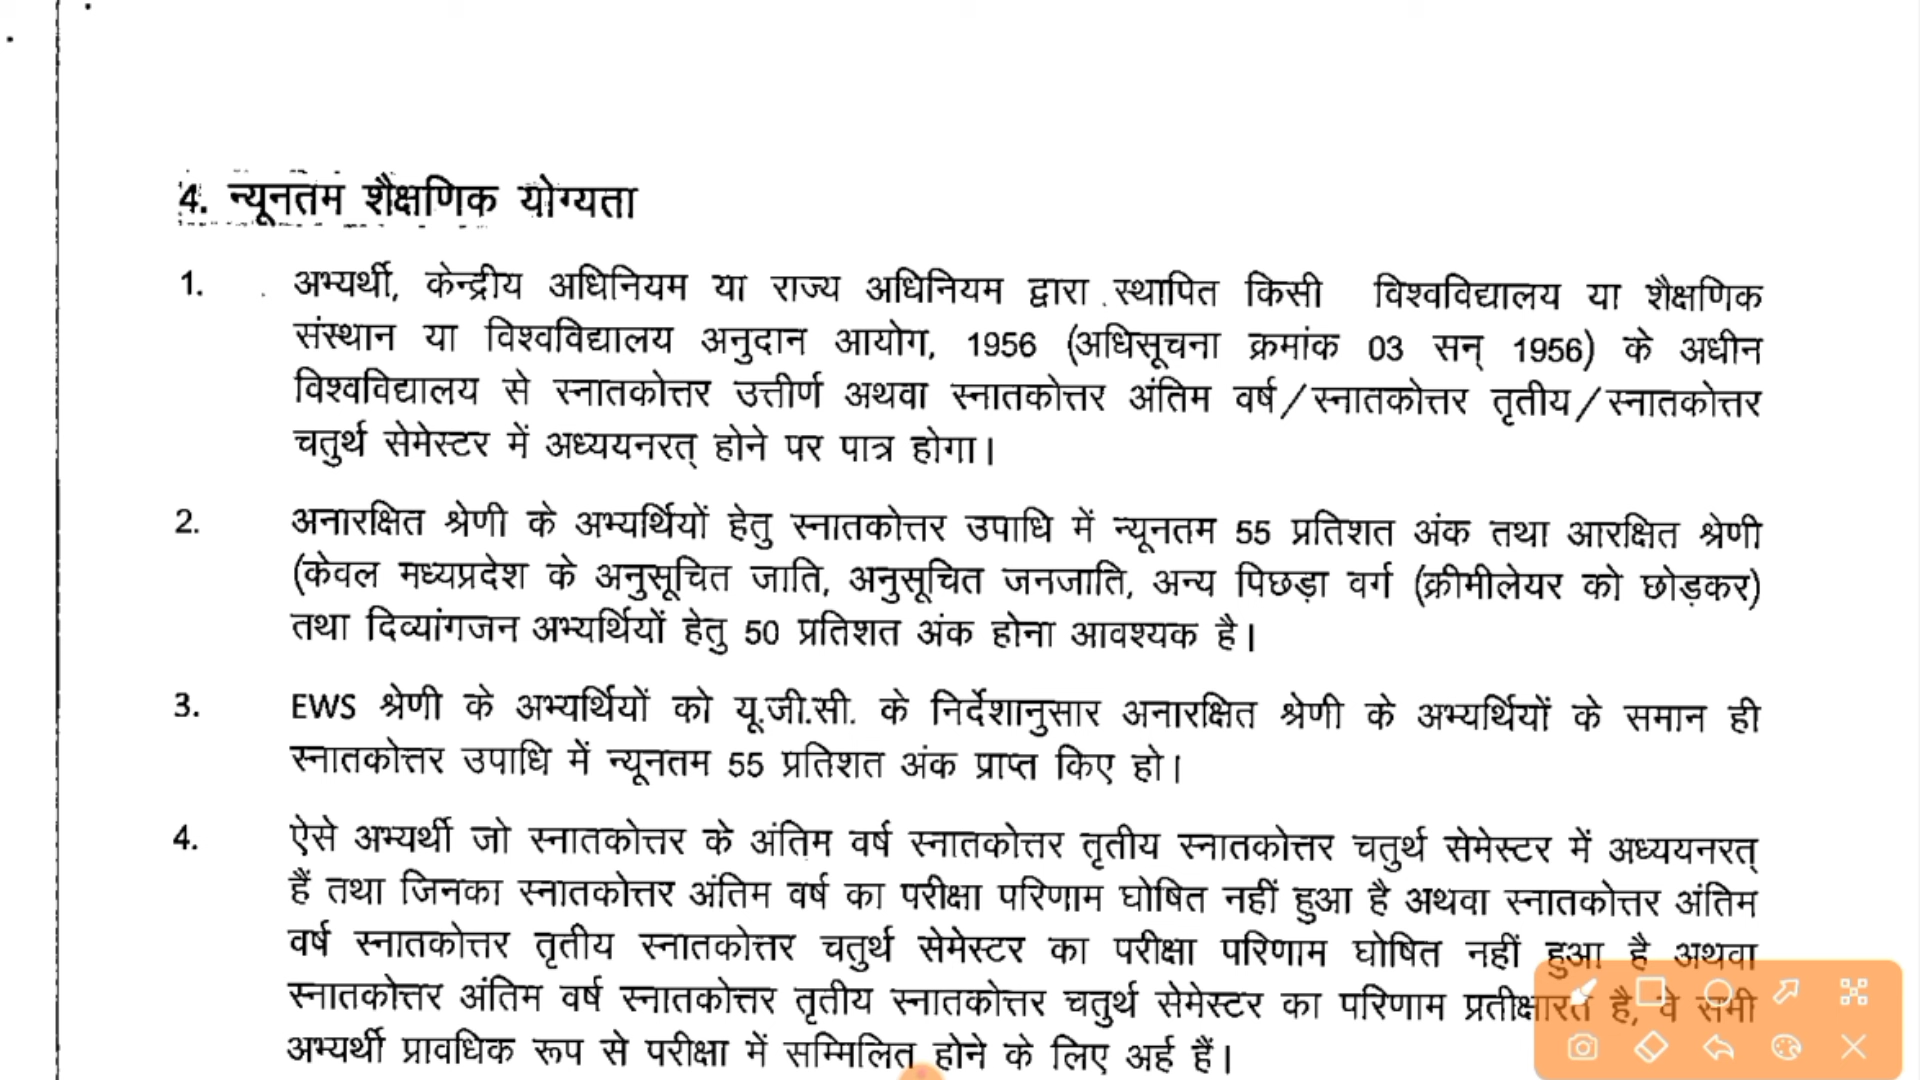 4. न्यूनतम शैक्षणिक योग्यता
1. अभ्यर्थी, केन्द्रीय अधिनियम या राज्य अधिनियम द्वारा स्थापित किसी विश्वविद्यालय या शैक्षणिक
संस्थान या विश्वविद्यालय अनुदान आयोग, 1956 (अधिसूचना क्रमांक 03 सन् 1956) के अधीन
विश्वविद्यालय से स्नातकोत्तर उत्तीर्ण अथवा स्नातकोत्तर अंतिम वर्ष/स्नातकोत्तर तृतीय/स्नातकोत्तर
चतुर्थ सेमेस्टर में अध्ययनरत् होने पर पात्र होगा।
2. अनारक्षित श्रेणी के अभ्यर्थियों हेतु स्नातकोत्तर उपाधि में न्यूनतम 55 प्रतिशत अंक तथा आरक्षित श्रेणी
(केवल मध्यप्रदेश के अनुसूचित जाति, अनुसूचित जनजाति, अन्य पिछड़ा वर्ग (क्रीमीलेयर को छोड़कर)
तथा दिव्यांगजन अभ्यर्थियों हेतु 50 प्रतिशत अंक होना आवश्यक है।
3. EWS श्रेणी के अभ्यर्थियों को यू.जी.सी. के निर्देशानुसार अनारक्षित श्रेणी के अभ्यर्थियों के समान ही
स्नातकोत्तर उपाधि में न्यूनतम 55 प्रतिशत अंक प्राप्त किए हो।
4. ऐसे अभ्यर्थी जो स्नातकोत्तर के अंतिम वर्ष स्नातकोत्तर तृतीय स्नातकोत्तर चतुर्थ सेमेस्टर में अध्ययनरत्
हैं तथा जिनका स्नातकोत्तर अंतिम वर्ष का परीक्षा परिणाम घोषित नहीं हुआ है अथवा स्नातकोत्तर अंतिम
वर्ष स्नातकोत्तर तृतीय स्नातकोत्तर चतुर्थ सेमेस्टर का परीक्षा परिणाम घोषित नहीं हुआ है अथवा
स्नातकोत्तर अंतिम वर्ष स्नातकोत्तर तृतीय स्नातकोत्तर चतुर्थ सेमेस्टर का परिणाम प्रतीक्षारत है, वे सभी
अभ्यर्थी प्रावधिक रूप से परीक्षा में सम्मिलित होने के लिए अर्ह हैं।